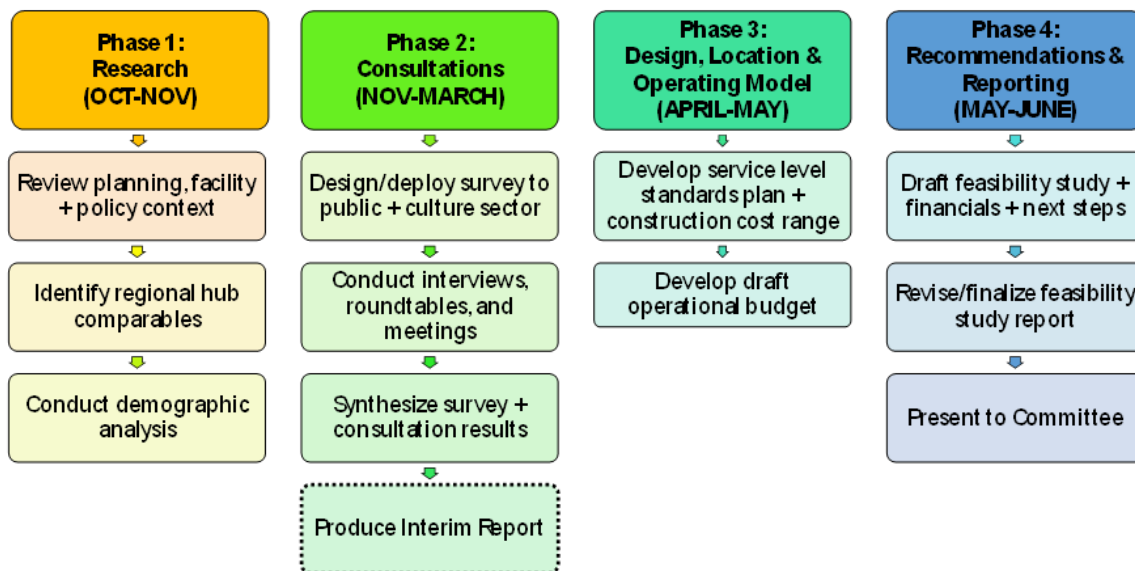 Phase 1:
Research
(OCT-NOV)
Review planning, facility
+ policy context
Identify regional hub
comparables
Conduct demographic
analysis
Phase 2:
Consultations
(NOV-MARCH)
Design/deploy survey to
public + culture sector
Conduct interviews,
roundtables, and
meetings
Synthesize survey +
consultation results
Produce Interim Report
Phase 3:
Design, Location &
Operating Model
(APRIL-MAY)
Develop service level
standards plan +
construction cost range
Develop draft
operational budget
Phase 4:
Recommendations &
Reporting
(MAY-JUNE)
Draft feasibility study +
financials + next steps
Revise/finalize feasibility
study report
Present to Committee